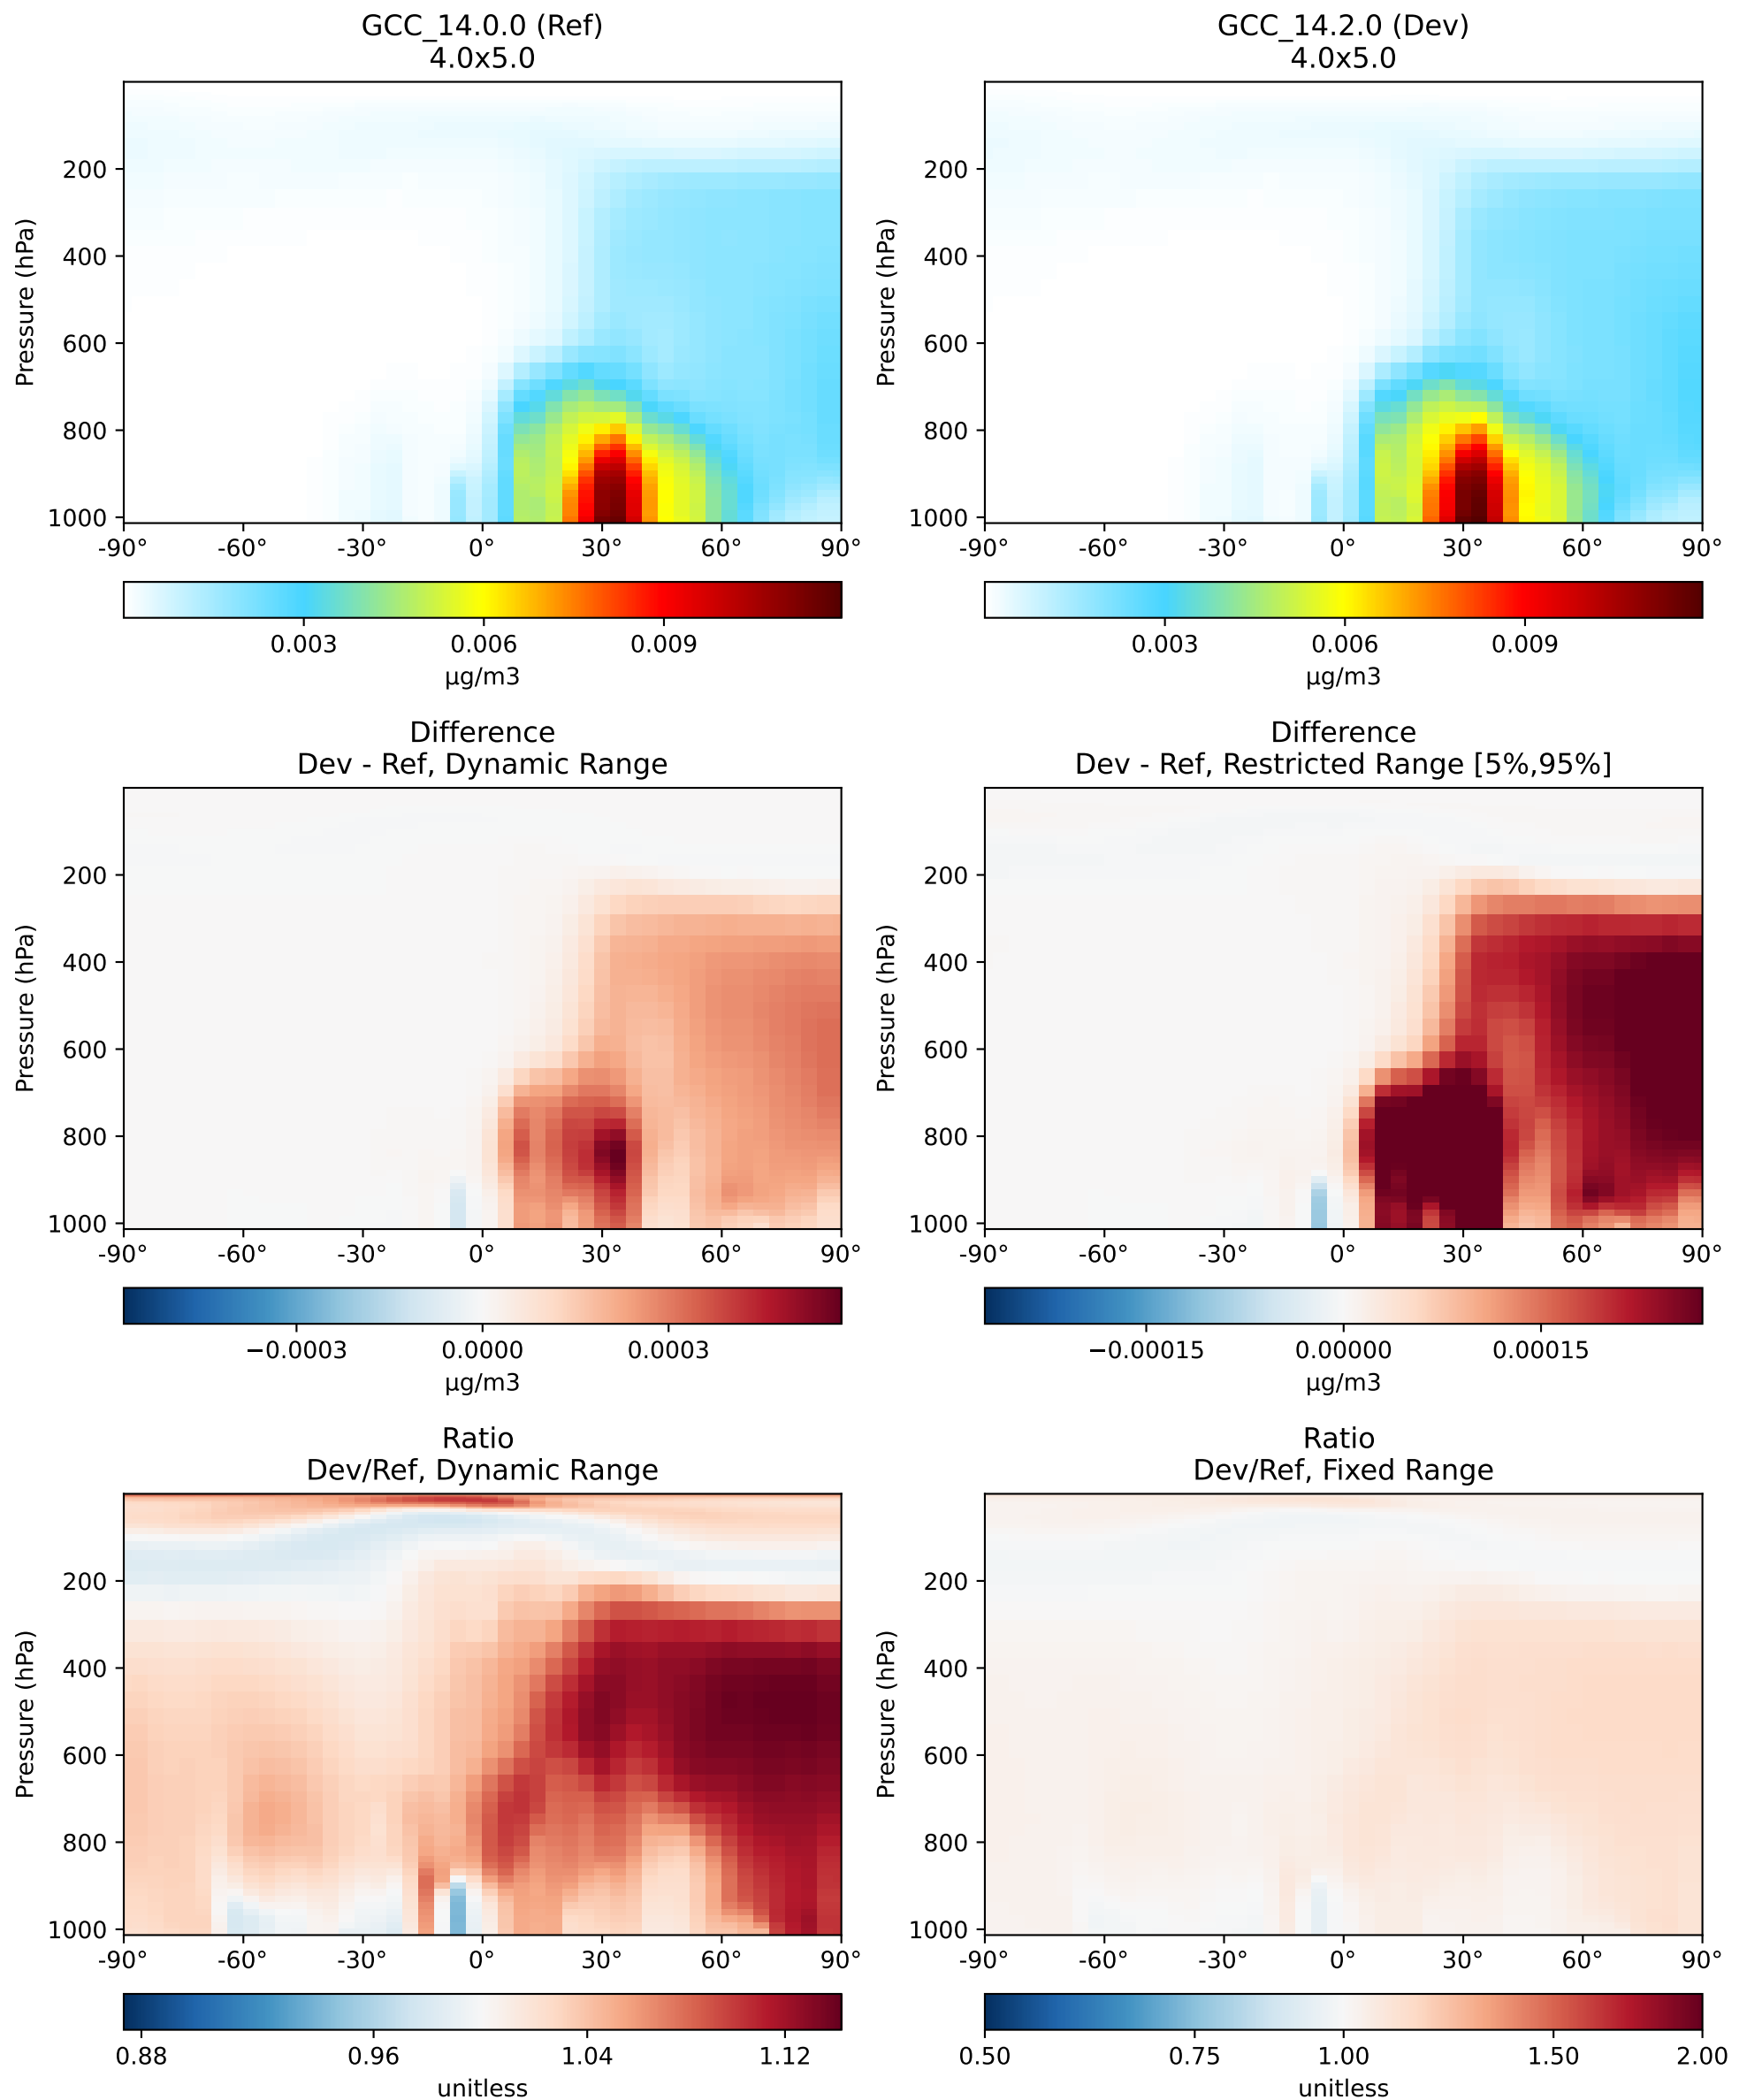 GCC_14.0.0 (Ref)
4.0x5.0
GCC_14.2.0 (Dev)
4.0x5.0
Pressure (hPa)
200
400
600
800
1000
-90° -60° -30° 0° 30° 60° 90°
0.003 0.006 0.009
µg/m3
Pressure (hPa)
200
400
600
800
1000
-90° -60° -30° 0° 30° 60° 90°
0.003 0.006 0.009
µg/m3
Difference
Dev - Ref, Dynamic Range
Pressure (hPa)
200
400
600
800
1000
-90° -60° -30° 0° 30° 60° 90°
−0.0003 0.0000 0.0003
µg/m3
Difference
Dev - Ref, Restricted Range [5%,95%]
Pressure (hPa)
200
400
600
800
1000
-90° -60° -30° 0° 30° 60° 90°
−0.00015 0.00000 0.00015
µg/m3
Ratio
Dev/Ref, Dynamic Range
Pressure (hPa)
200
400
600
800
1000
-90° -60° -30° 0° 30° 60° 90°
0.88 0.96 1.04 1.12
unitless
Ratio
Dev/Ref, Fixed Range
Pressure (hPa)
200
400
600
800
1000
-90° -60° -30° 0° 30° 60° 90°
0.50 0.75 1.00 1.50 2.00
unitless